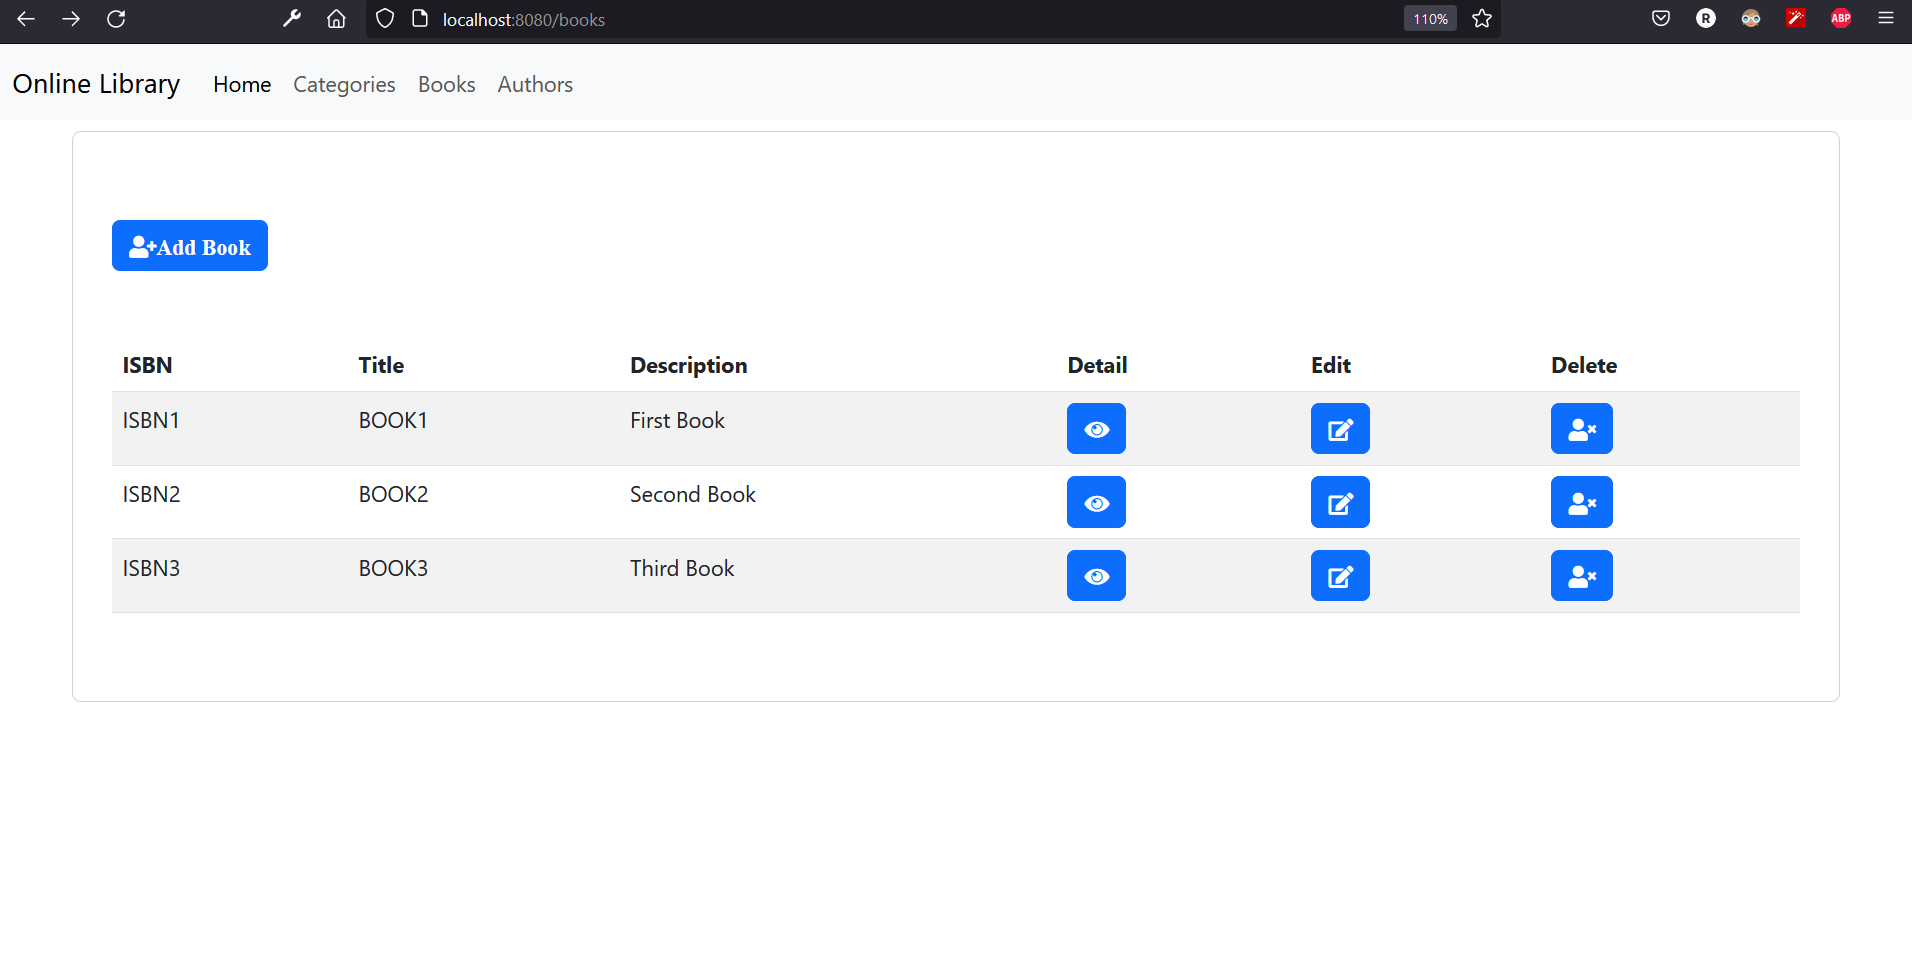 localhost:8080/books 110% R ABP
Online Library Home Categories Books Authors
Add Book
ISBN Title Description Detail Edit Delete
ISBN1 BOOK1 First Book
ISBN2 BOOK2 Second Book
ISBN3 BOOK3 Third Book